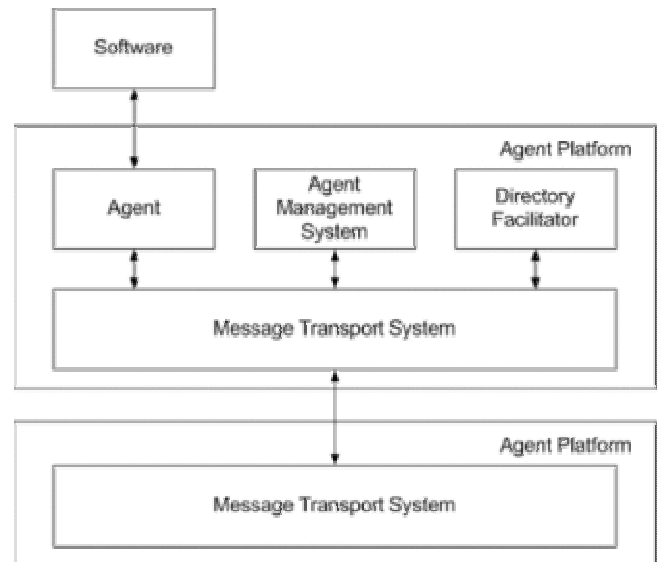 Software
Agent Platform
Agent
Agent
Management
System
Directory
Facilitator
Message Transport System
Agent Platform
Message Transport System